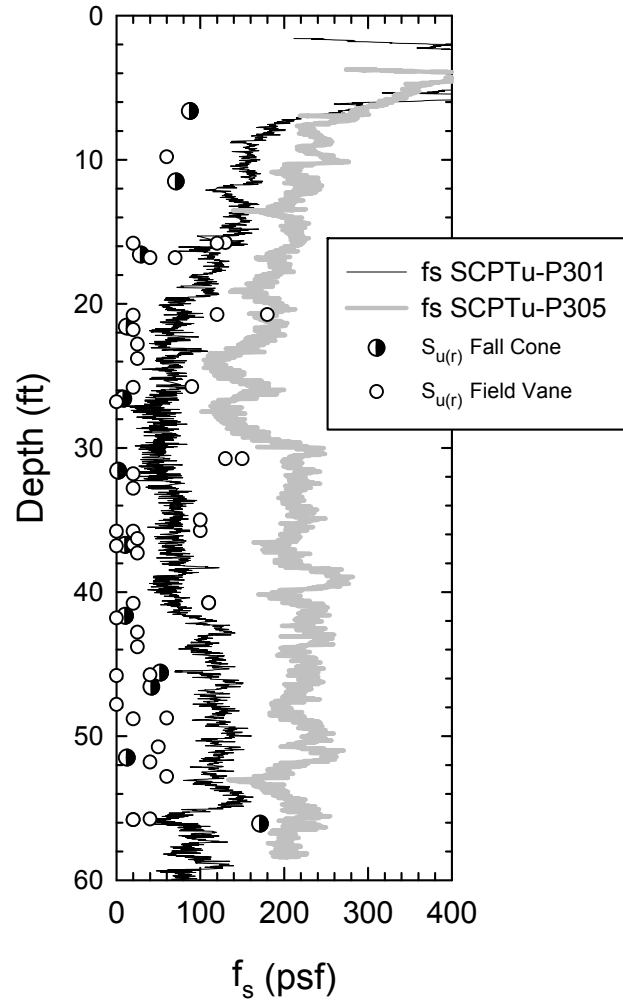 0
10
20
30
40
50
60
Depth (ft)
fs SCPTu-P301
fs SCPTu-P305
Su(r) Fall Cone
Su(r) Field Vane
0 100 200 300 400
fs (psf)